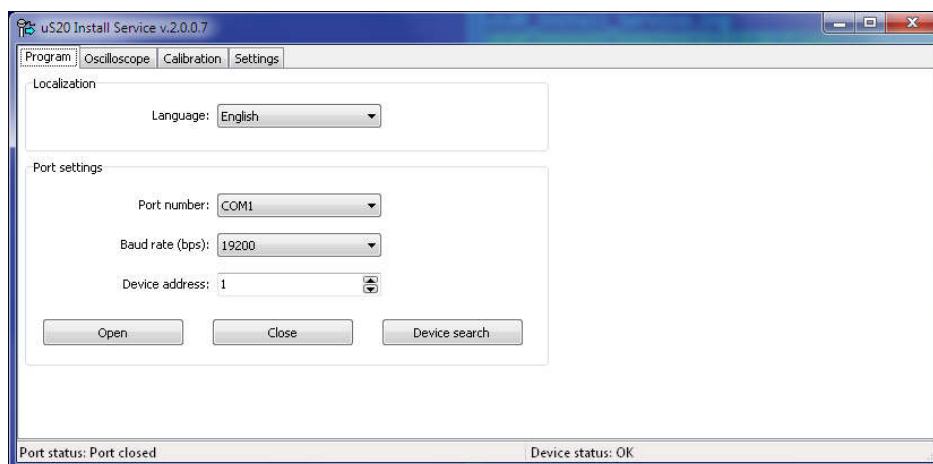 uS20 Install Service v.2.0.0.7
Program Oscilloscope Calibration Settings
Localization
Language: English
Port settings
Port number: COM1
Baud rate (bps): 19200
Device address: 1
Open Close Device search
Port status: Port closed Device status: OK